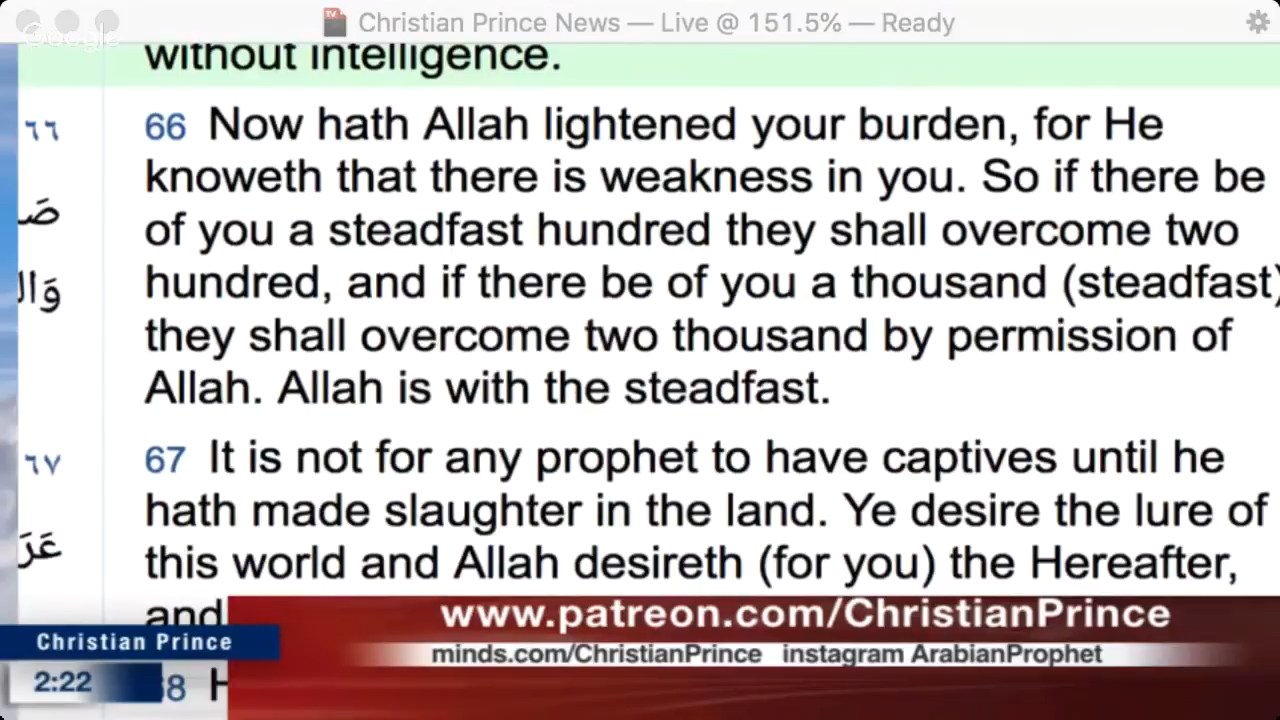 Christian Prince News — Live @ 151.5% — Ready
Google
without intelligence.
٦٦
66 Now hath Allah lightened your burden, for He
knoweth that there is weakness in you. So if there be
of you a steadfast hundred they shall overcome two
hundred, and if there be of you a thousand (steadfast)
they shall overcome two thousand by permission of
Allah. Allah is with the steadfast.
٦٧
67 It is not for any prophet to have captives until he
hath made slaughter in the land. Ye desire the lure of
this world and Allah desireth (for you) the Hereafter,
and
www.patreon.com/ChristianPrince
Christian Prince
minds.com/ChristianPrince instagram ArabianProphet
2:22